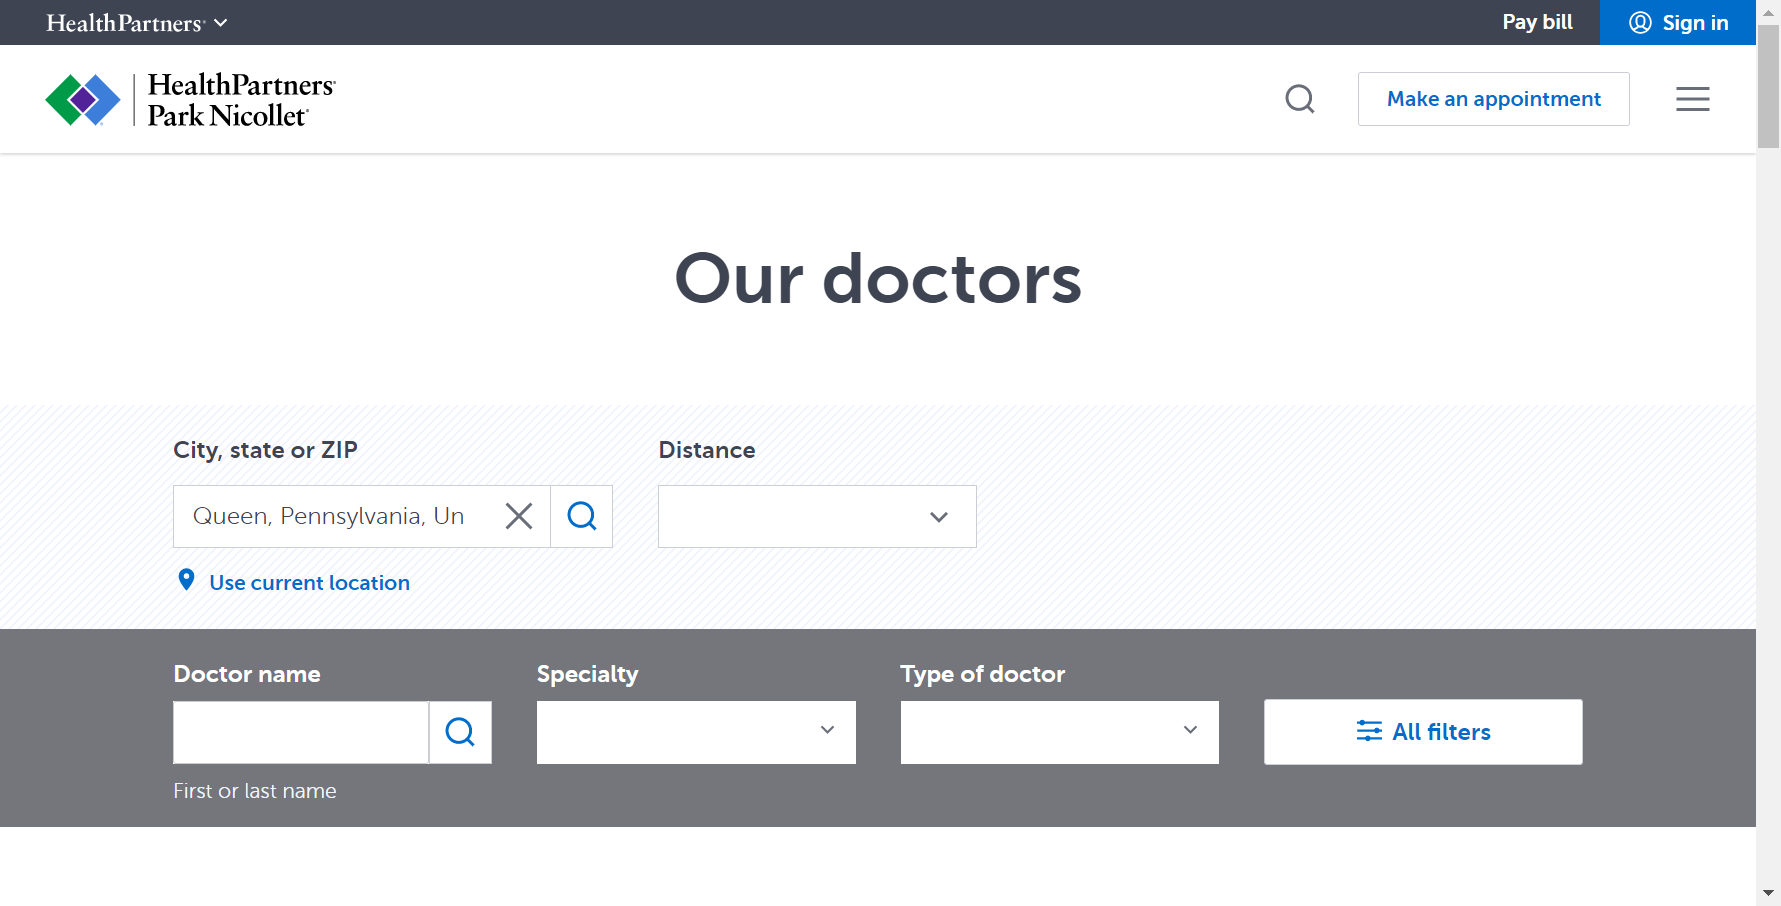 HealthPartners
Pay bill
Sign in
HealthPartners
Park Nicollet
Make an appointment
Our doctors
City, state or ZIP
Distance
Queen, Pennsylvania, Un
Use current location
Doctor name
Specialty
Type of doctor
All filters
First or last name